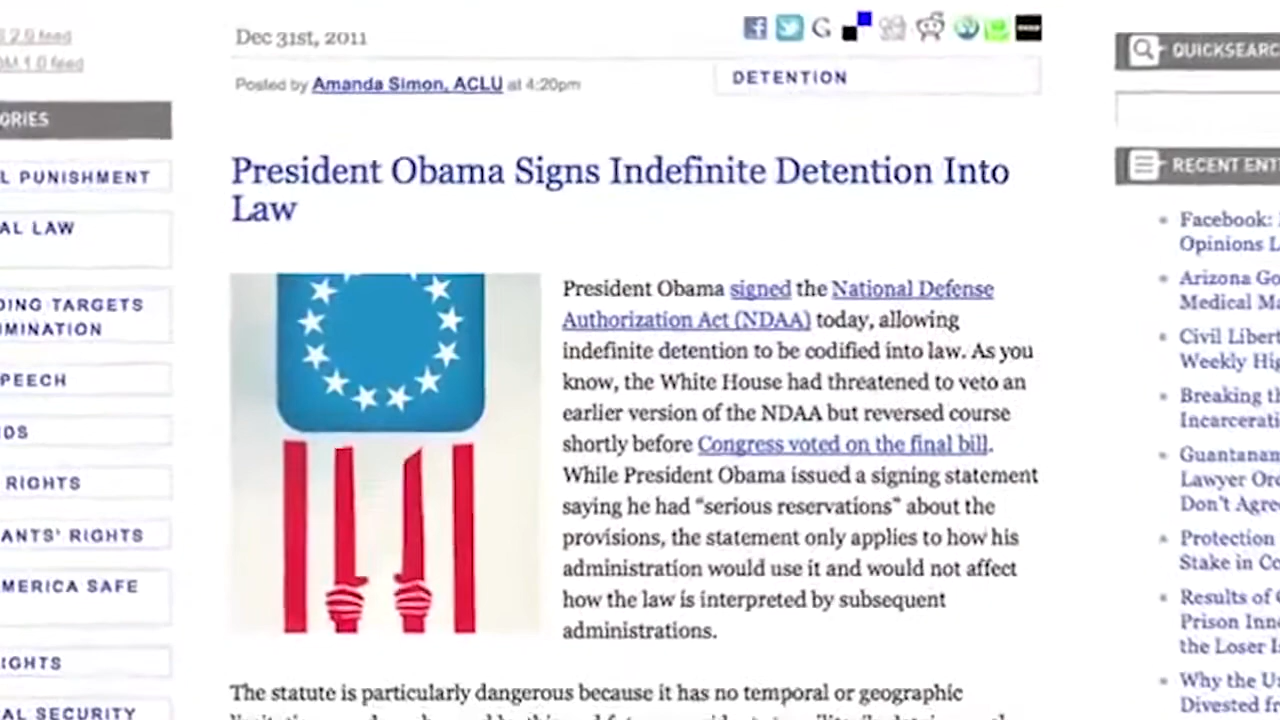 Dec 31st, 2011
Posted by Amanda Simon, ACLU at 4:20pm
DETENTION
President Obama Signs Indefinite Detention Into
Law
President Obama signed the National Defense
Authorization Act (NDAA) today, allowing
indefinite detention to be codified into law. As you
know, the White House had threatened to veto an
earlier version of the NDAA but reversed course
shortly before Congress voted on the final bill.
While President Obama issued a signing statement
saying he had “serious reservations” about the
provisions, the statement only applies to how his
administration would use it and would not affect
how the law is interpreted by subsequent
administrations.
The statute is particularly dangerous because it has no temporal or geographic
2.0 feed
1.0 feed
ORIES
L PUNISHMENT
AL LAW
DING TARGETS
MINATION
PEECH
DS
RIGHTS
ANTS' RIGHTS
MERICA SAFE
IGHTS
AL SECURITY
QUICKSEARC
RECENT ENT
Facebook:
Opinions L
Arizona Go
Medical Ma
Civil Libert
Weekly Hig
Breaking th
Incarcerati
Guantanam
Lawyer Ord
Don't Agre
Protection
Stake in Co
Results of
Prison Inn
the Loser I
Why the U
Divested fr